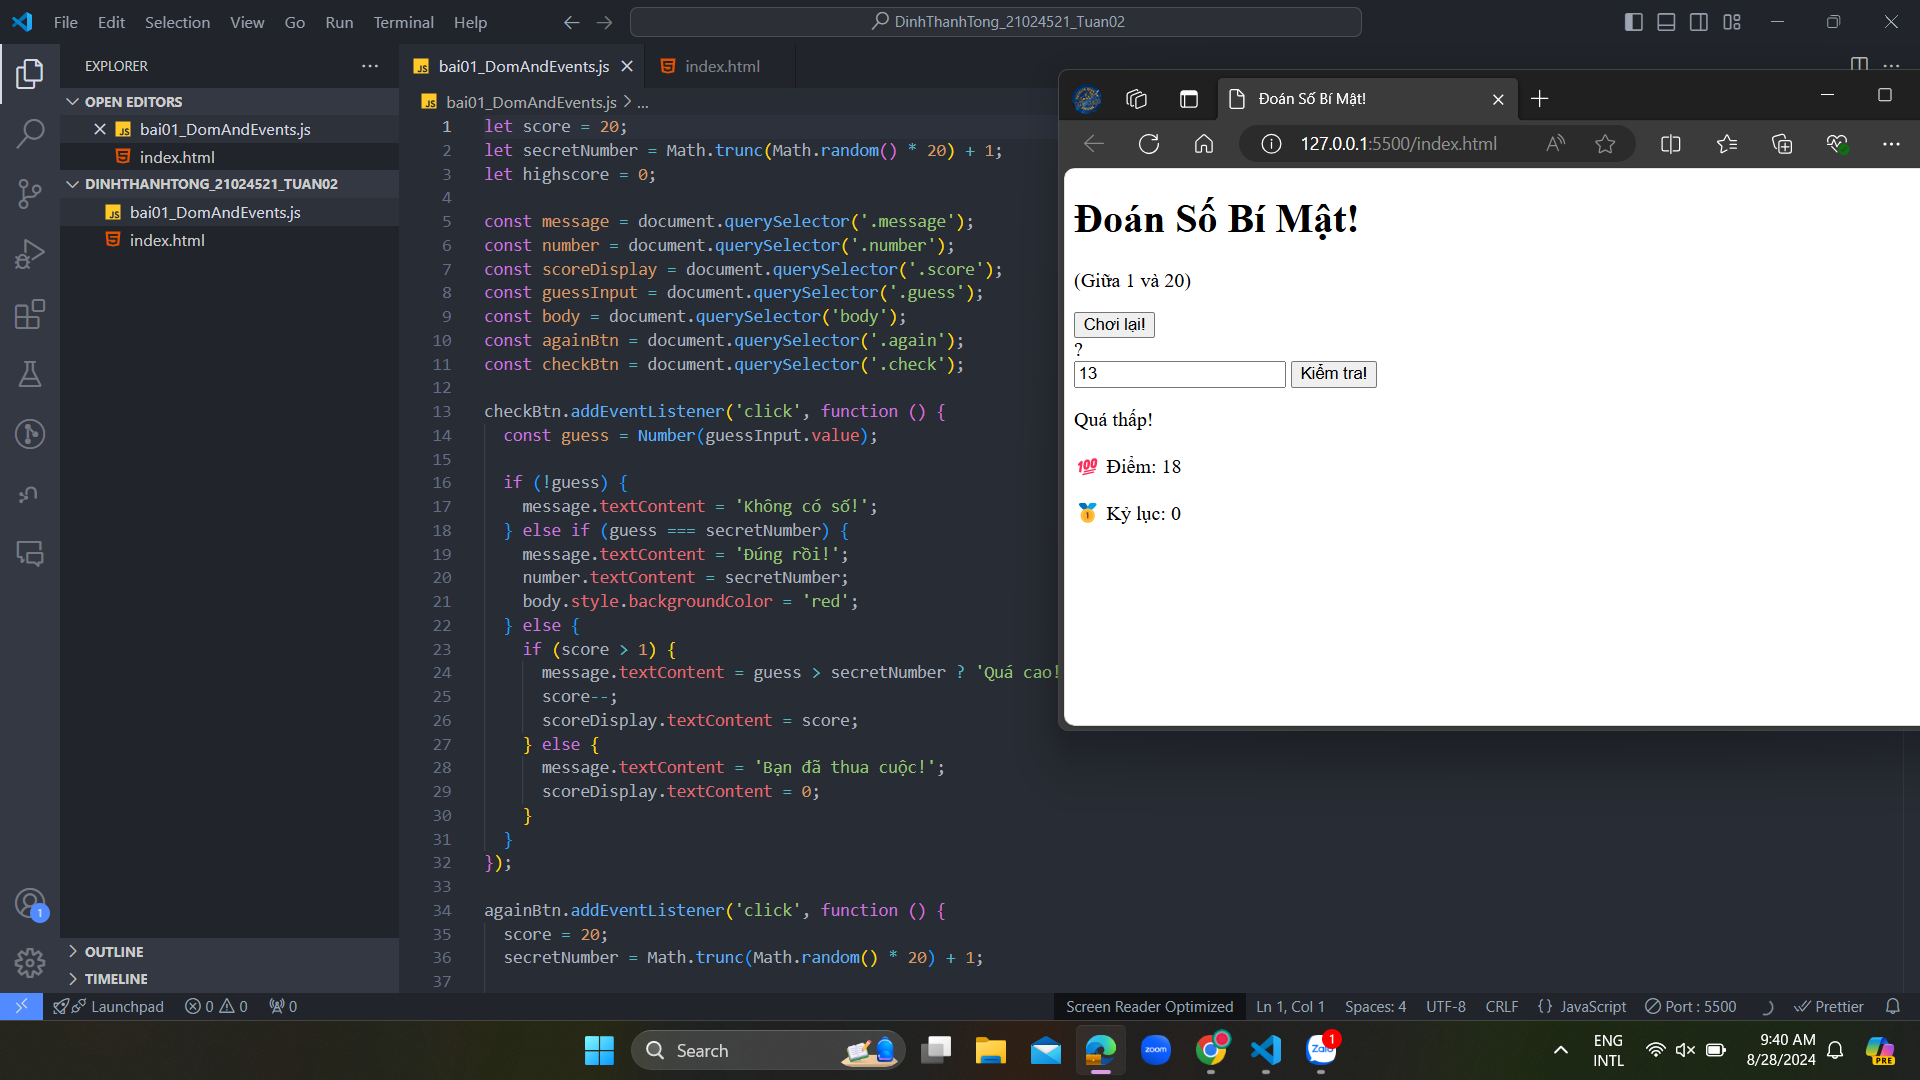 File Edit Selection View Go Run Terminal Help
DinhThanhTong_21024521_Tuan02
EXPLORER
OPEN EDITORS
bai01_DomAndEvents.js
index.html
DINHTHANHTONG_21024521_TUAN02
bai01_DomAndEvents.js
index.html
OUTLINE
TIMELINE
bai01_DomAndEvents.js
index.html
bai01_DomAndEvents.js > ...
1 let score = 20;
2 let secretNumber = Math.trunc(Math.random() * 20) + 1;
3 let highscore = 0;
4
5 const message = document.querySelector('.message');
6 const number = document.querySelector('.number');
7 const scoreDisplay = document.querySelector('.score');
8 const guessInput = document.querySelector('.guess');
9 const body = document.querySelector('body');
10 const againBtn = document.querySelector('.again');
11 const checkBtn = document.querySelector('.check');
12
13 checkBtn.addEventListener('click', function () {
14 const guess = Number(guessInput.value);
15
16 if (!guess) {
17 message.textContent = 'Không có số!';
18 } else if (guess === secretNumber) {
19 message.textContent = 'Đúng rồi!';
20 number.textContent = secretNumber;
21 body.style.backgroundColor = 'red';
22 } else {
23 if (score > 1) {
24 message.textContent = guess > secretNumber ? 'Quá cao!
25 score--;
26 scoreDisplay.textContent = score;
27 } else {
28 message.textContent = 'Bạn đã thua cuộc!';
29 scoreDisplay.textContent = 0;
30 }
31 }
32 });
33
34 againBtn.addEventListener('click', function () {
35 score = 20;
36 secretNumber = Math.trunc(Math.random() * 20) + 1;
37
Đoán Số Bí Mật!
127.0.0.1:5500/index.html
Đoán Số Bí Mật!
(Giữa 1 và 20)
Chơi lại!
?
13 Kiểm tra!
Quá thấp!
💯 Điểm: 18
🥇 Kỷ lục: 0
1
Launchpad 0 0 0
Screen Reader Optimized Ln 1, Col 1 Spaces: 4 UTF-8 CRLF {} JavaScript Port : 5500 Prettier
Search
zoom
Zalo
1
ENG
INTL
9:40 AM
8/28/2024
PRE